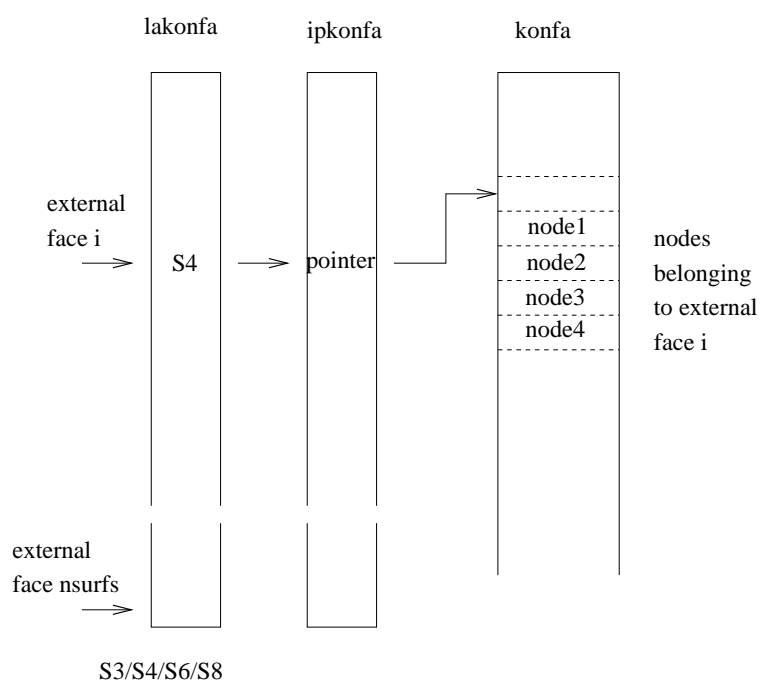 lakonfa
ipkonfa
konfa
external
face i
S4
pointer
node1
node2
node3
node4
nodes
belonging
to external
face i
external
face nsurfs
S3/S4/S6/S8